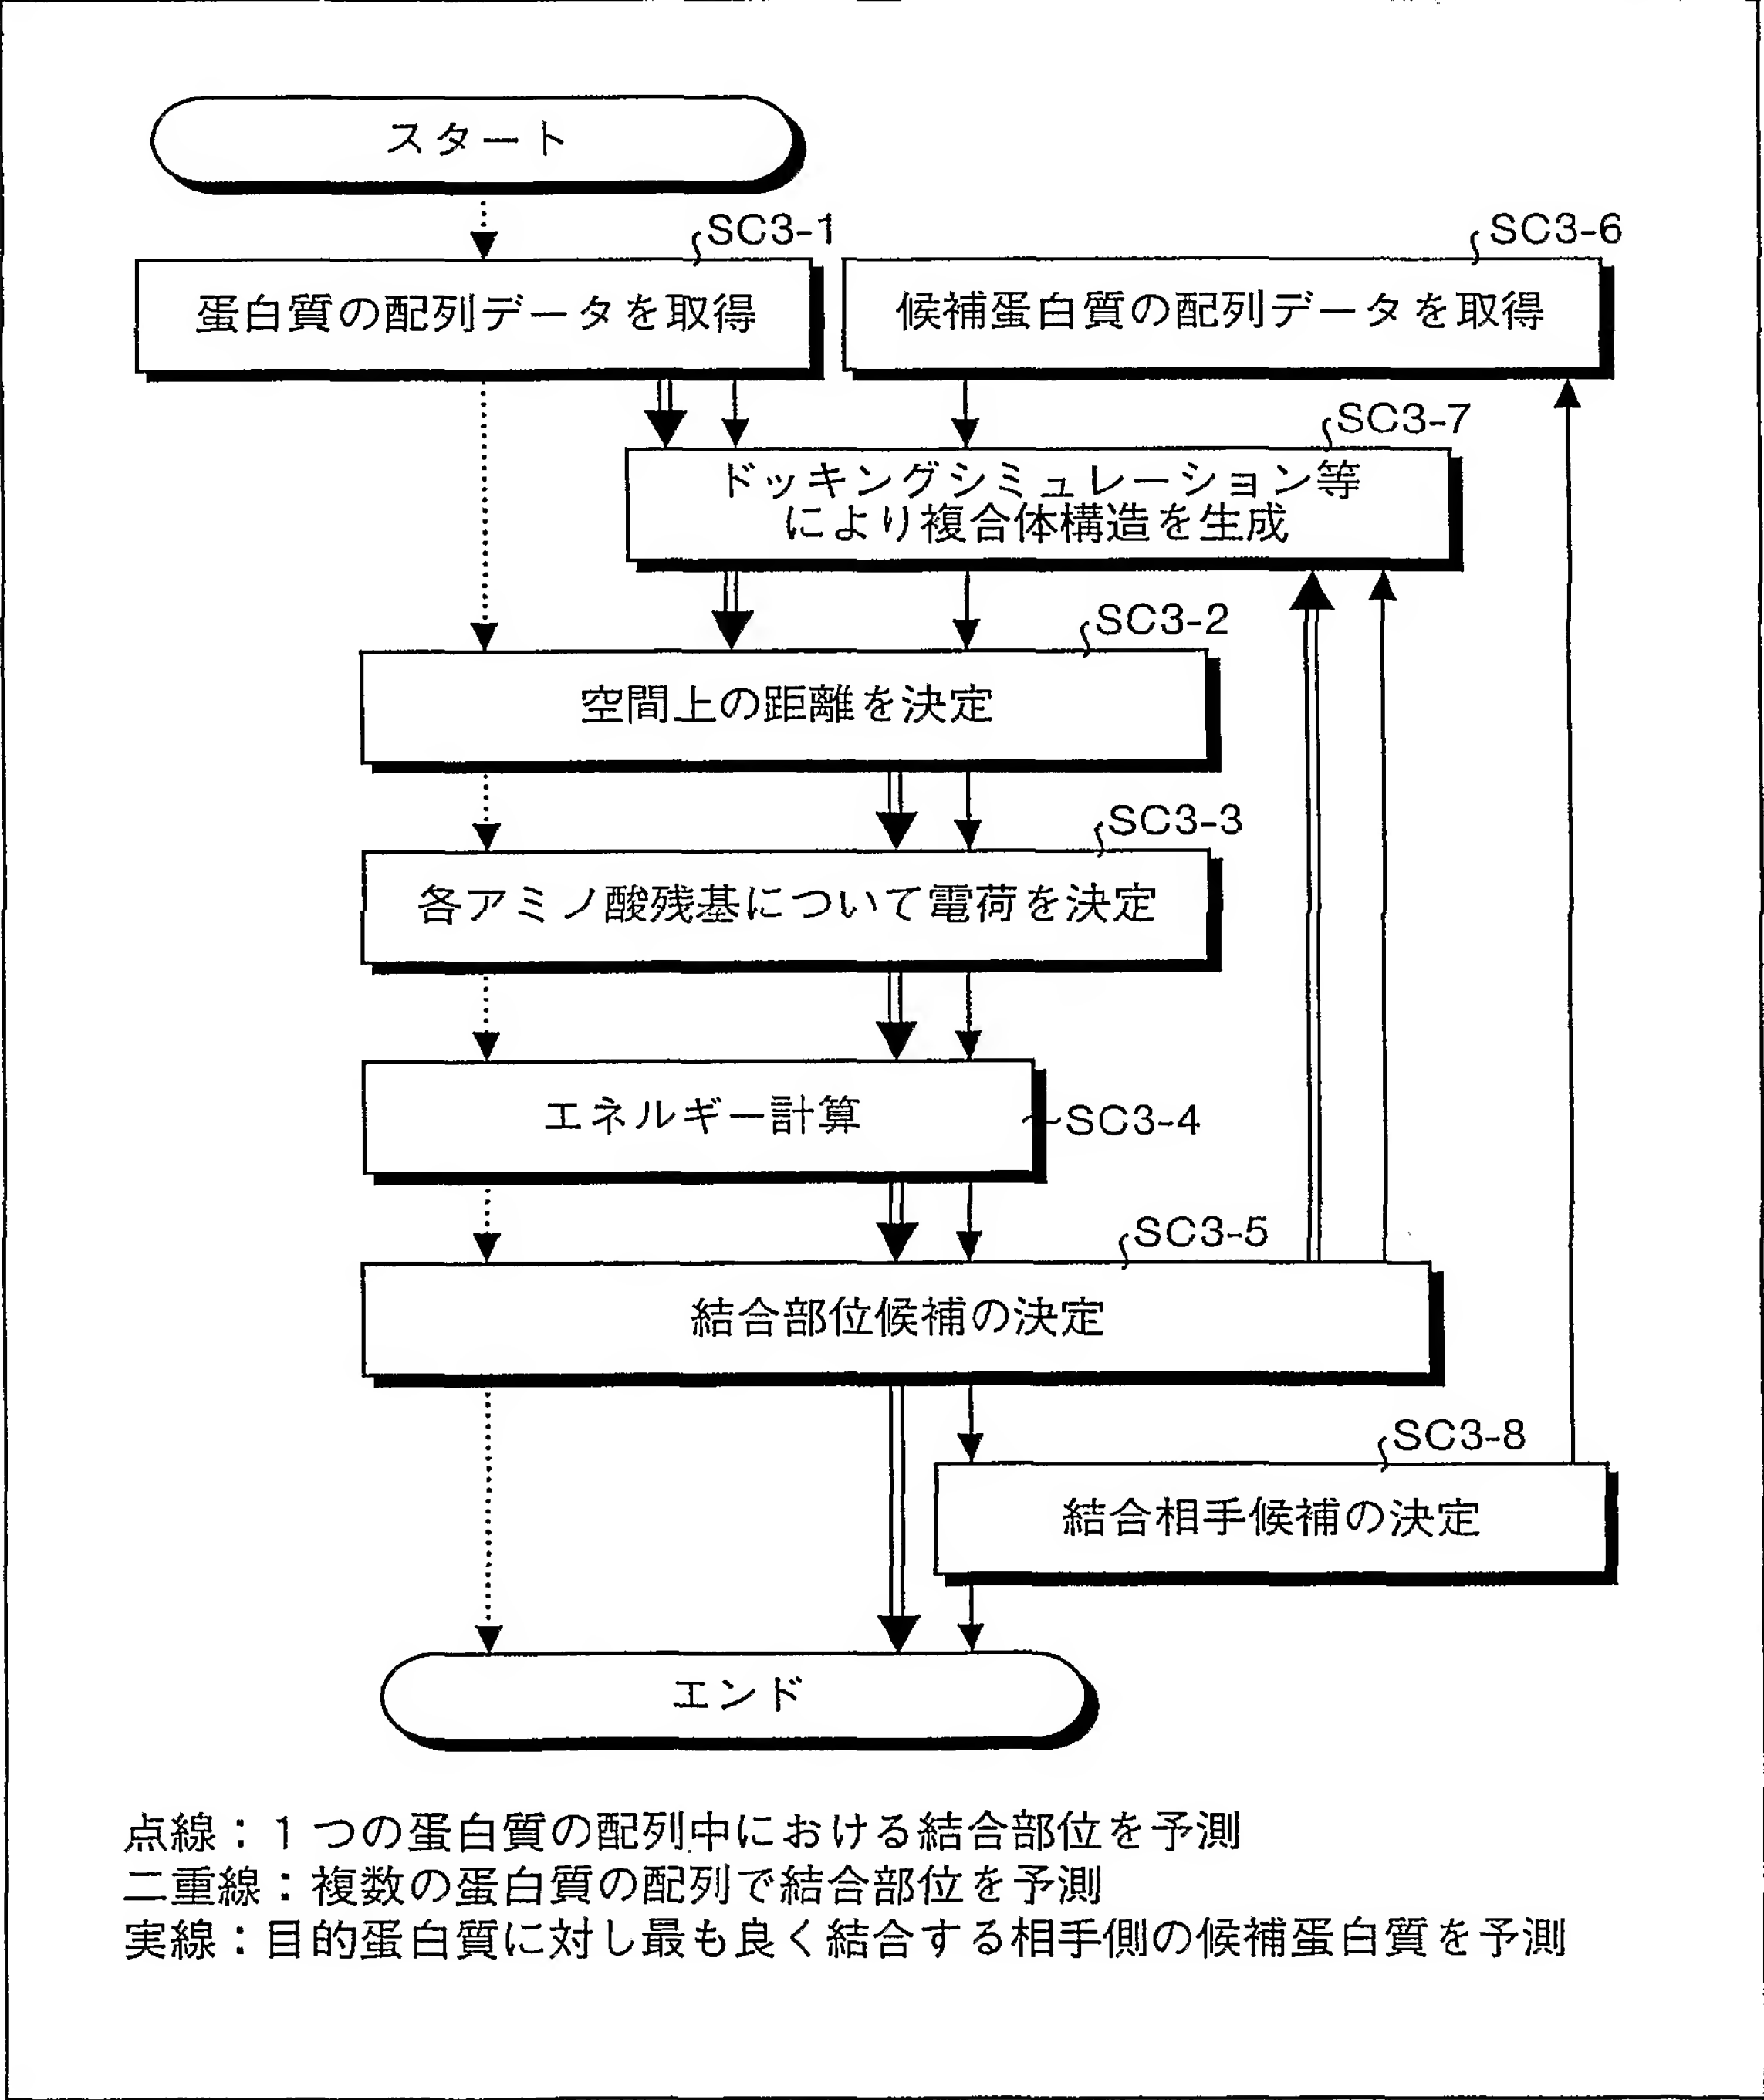 スタート
SC3-1
SC3-6
蛋白質の配列データを取得
候補蛋白質の配列データを取得
SC3-7
ドッキングシミュレーション等
により複合体構造を生成
SC3-2
空間上の距離を決定
SC3-3
各アミノ酸残基について電荷を決定
エネルギー計算
SC3-4
SC3-5
結合部位候補の決定
SC3-8
結合相手候補の決定
エンド
点線：1つの蛋白質の配列中における結合部位を予測
二重線：複数の蛋白質の配列で結合部位を予測
実線：目的蛋白質に対し最も良く結合する相手側の候補蛋白質を予測